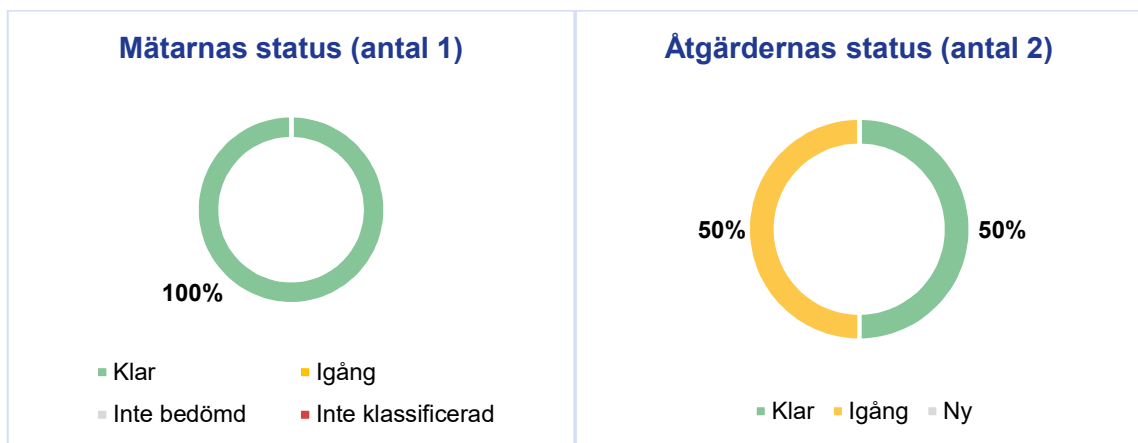 Mätarnas status (antal 1)
100%
Klar
Igång
Inte bedömd
Inte klassificerad
Åtgärdernas status (antal 2)
50%
50%
Klar Igång Ny